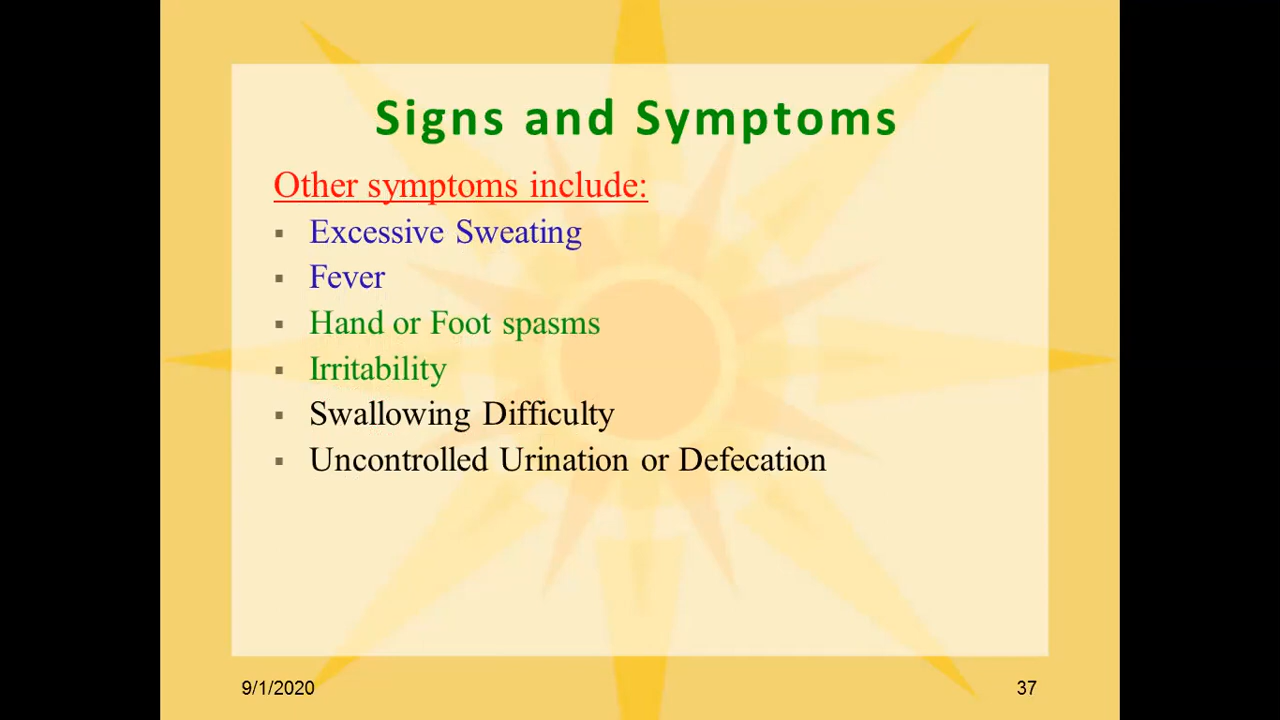 Signs and Symptoms
Other symptoms include:
▪ Excessive Sweating
▪ Fever
▪ Hand or Foot spasms
▪ Irritability
▪ Swallowing Difficulty
▪ Uncontrolled Urination or Defecation
9/1/2020
37